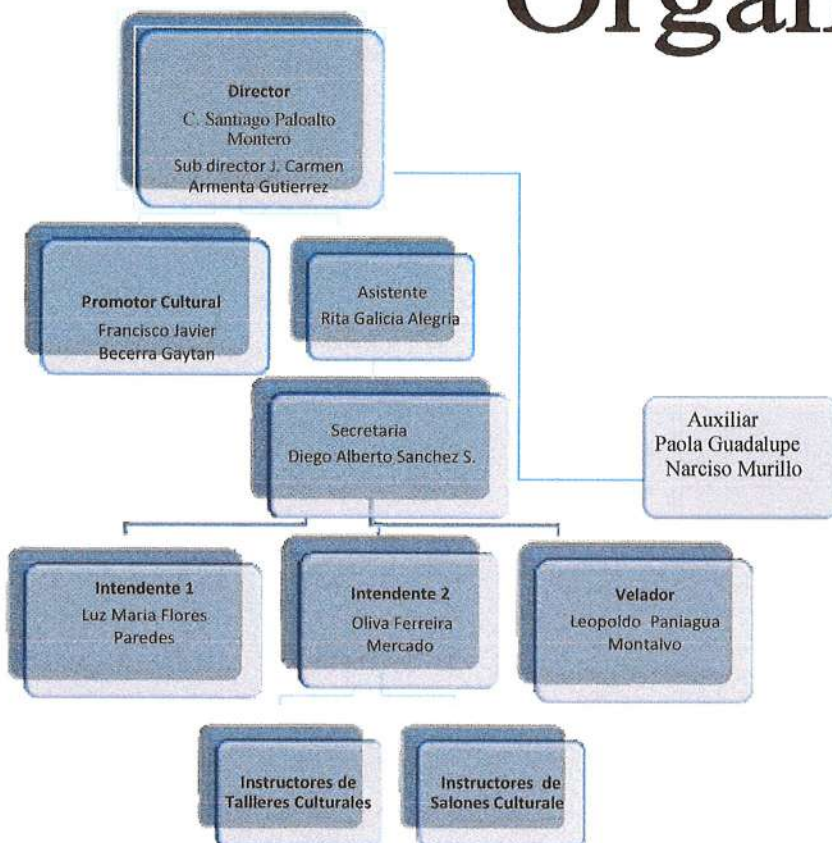 Organ
Director
C. Santiago Paloalto
Montero
Sub director J. Carmen
Armenta Gutierrez
Promotor Cultural
Francisco Javier
Becerra Gaytan
Asistente
Rita Galicia Alegria
Secretaria
Diego Alberto Sanchez S.
Auxiliar
Paola Guadalupe
Narciso Murillo
Intendente 1
Luz Maria Flores
Paredes
Intendente 2
Oliva Ferreira
Mercado
Velador
Leopoldo Paniagua
Montalvo
Instructores de
Tallleres Culturales
Instructores de
Salones Culturale